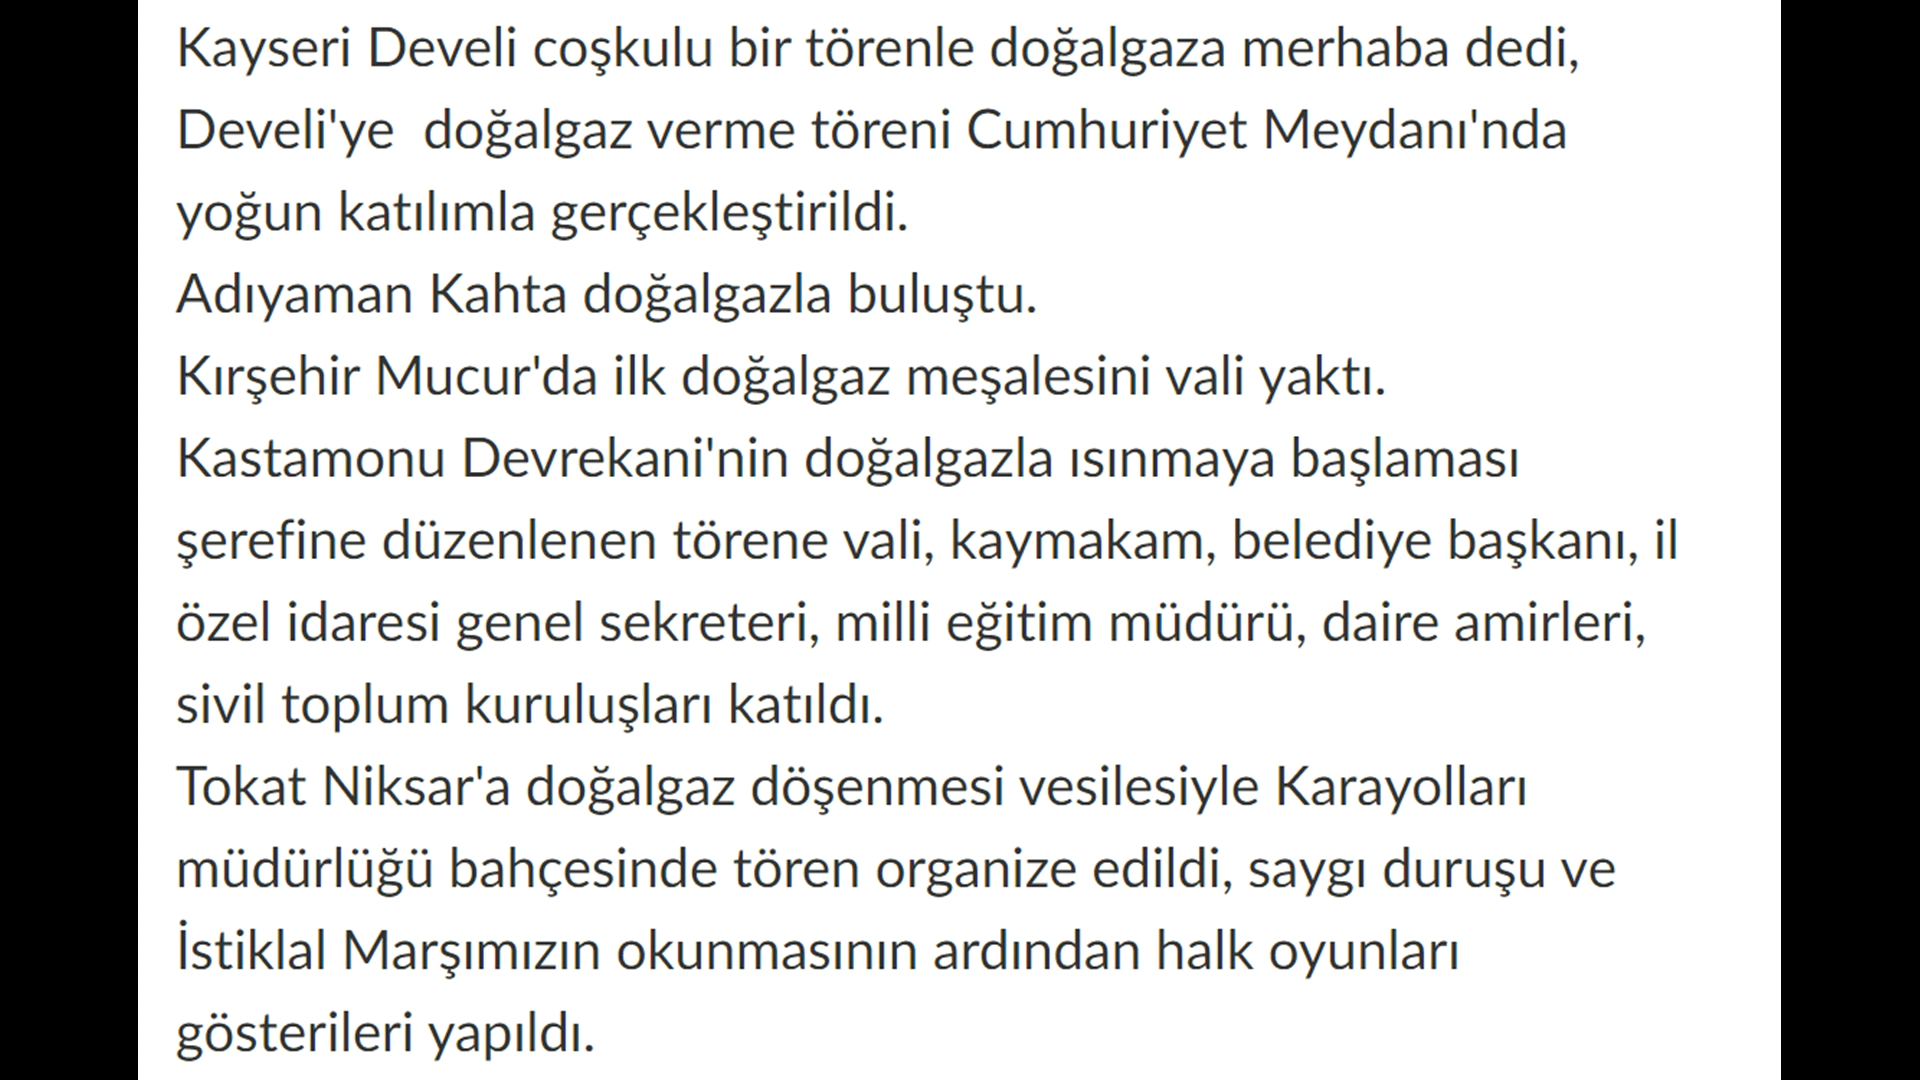 Kayseri Develi coşkulu bir törenle doğalgaza merhaba dedi,
Develi'ye  doğalgaz verme töreni Cumhuriyet Meydanı'nda
yoğun katılımla gerçekleştirildi.
Adıyaman Kahta doğalgazla buluştu.
Kırşehir Mucur'da ilk doğalgaz meşalesini vali yaktı.
Kastamonu Devrekani'nin doğalgazla ısınmaya başlaması
şerefine düzenlenen törene vali, kaymakam, belediye başkanı, il
özel idaresi genel sekreteri, milli eğitim müdürü, daire amirleri,
sivil toplum kuruluşları katıldı.
Tokat Niksar'a doğalgaz döşenmesi vesilesiyle Karayolları
müdürlüğü bahçesinde tören organize edildi, saygı duruşu ve
İstiklal Marşımızın okunmasının ardından halk oyunları
gösterileri yapıldı.